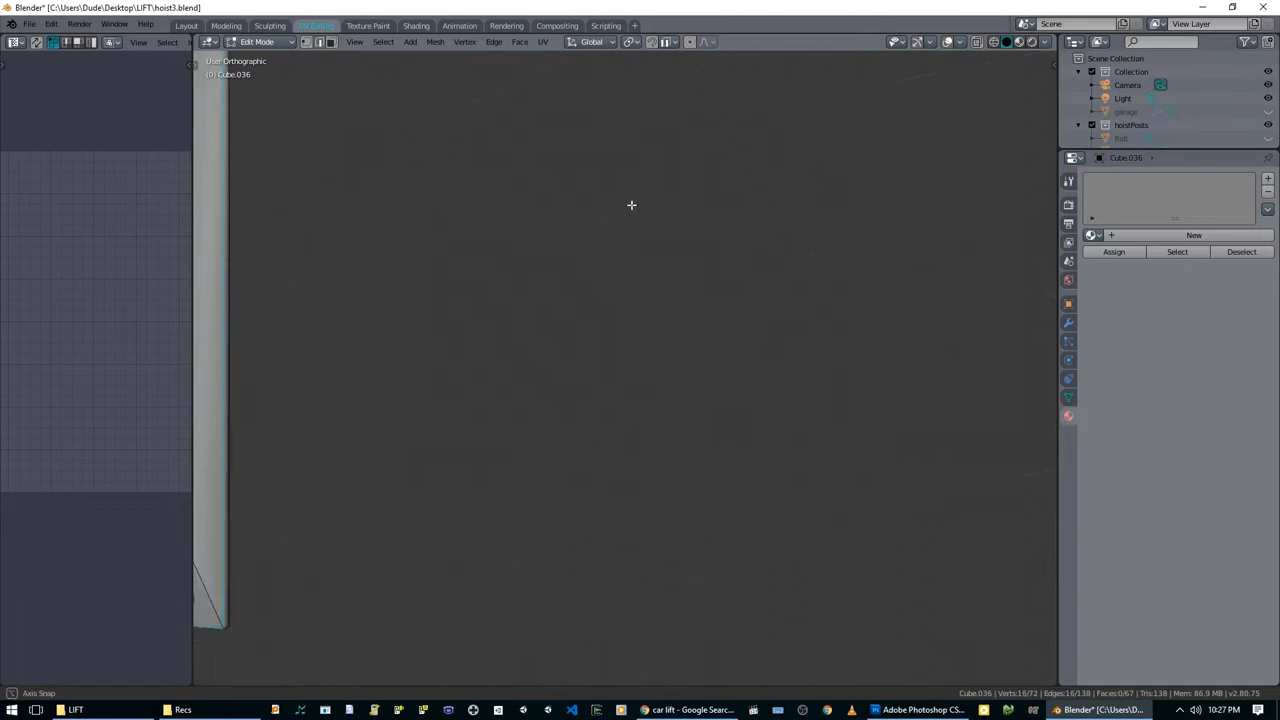 Blender* [C:\Users\Dude\Desktop\LIFT\hoist3.blend]
File Edit Render Window Help Layout Modeling Sculpting UV Editing Texture Paint Shading Animation Rendering Compositing Scripting Scene View Layer
View Select Edit Mode View Select Add Mesh Vertex Edge Face UV Global
User Orthographic
(0) Cube.036
Scene Collection
Collection
Camera
Light
garage
hoistPosts
Bolt
Cube.036
New
Assign Select Deselect
Axis Snap
Cube.036 | Verts:16/72 | Edges:16/138 | Faces:0/67 | Tris:138 | Mem: 86.9 MB | v2.80.75
LIFT Recs car lift - Google Searc... Adobe Photoshop CS... Blender* [C:\Users\D... 10:27 PM